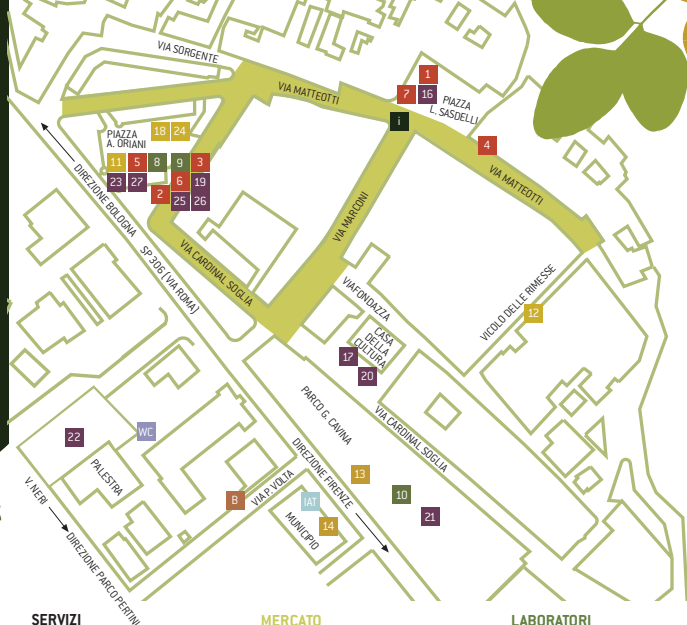 VIA SORGENTE
VIA MATTEOTTI
1
7 16
PIAZZA
L. SASDELLI
i
4
PIAZZA
A. ORIANI
18 24
11 5 8 9 3
23 27 6 19
2 25 26
VIA MATTEOTTI
DIREZIONE BOLOGNA
VIA MARCONI
VIA CARDINAL SOGLIA
SP 306 (VIA ROMA)
VIAFONDAZZA
VICOLO DELLE RIMESSE
12
CASA
DELLA
CULTURA
17
20
PARCO G. CAVINA
VIA CARDINAL SOGLIA
22
WC
PALESTRA
DIREZIONE FIRENZE
13
V. NERI
B
VIA P. VOLTA
IAT
10
21
14
MUNICIPIO
DIREZIONE PARCO PERTINI
SERVIZI
MERCATO
LABORATORI